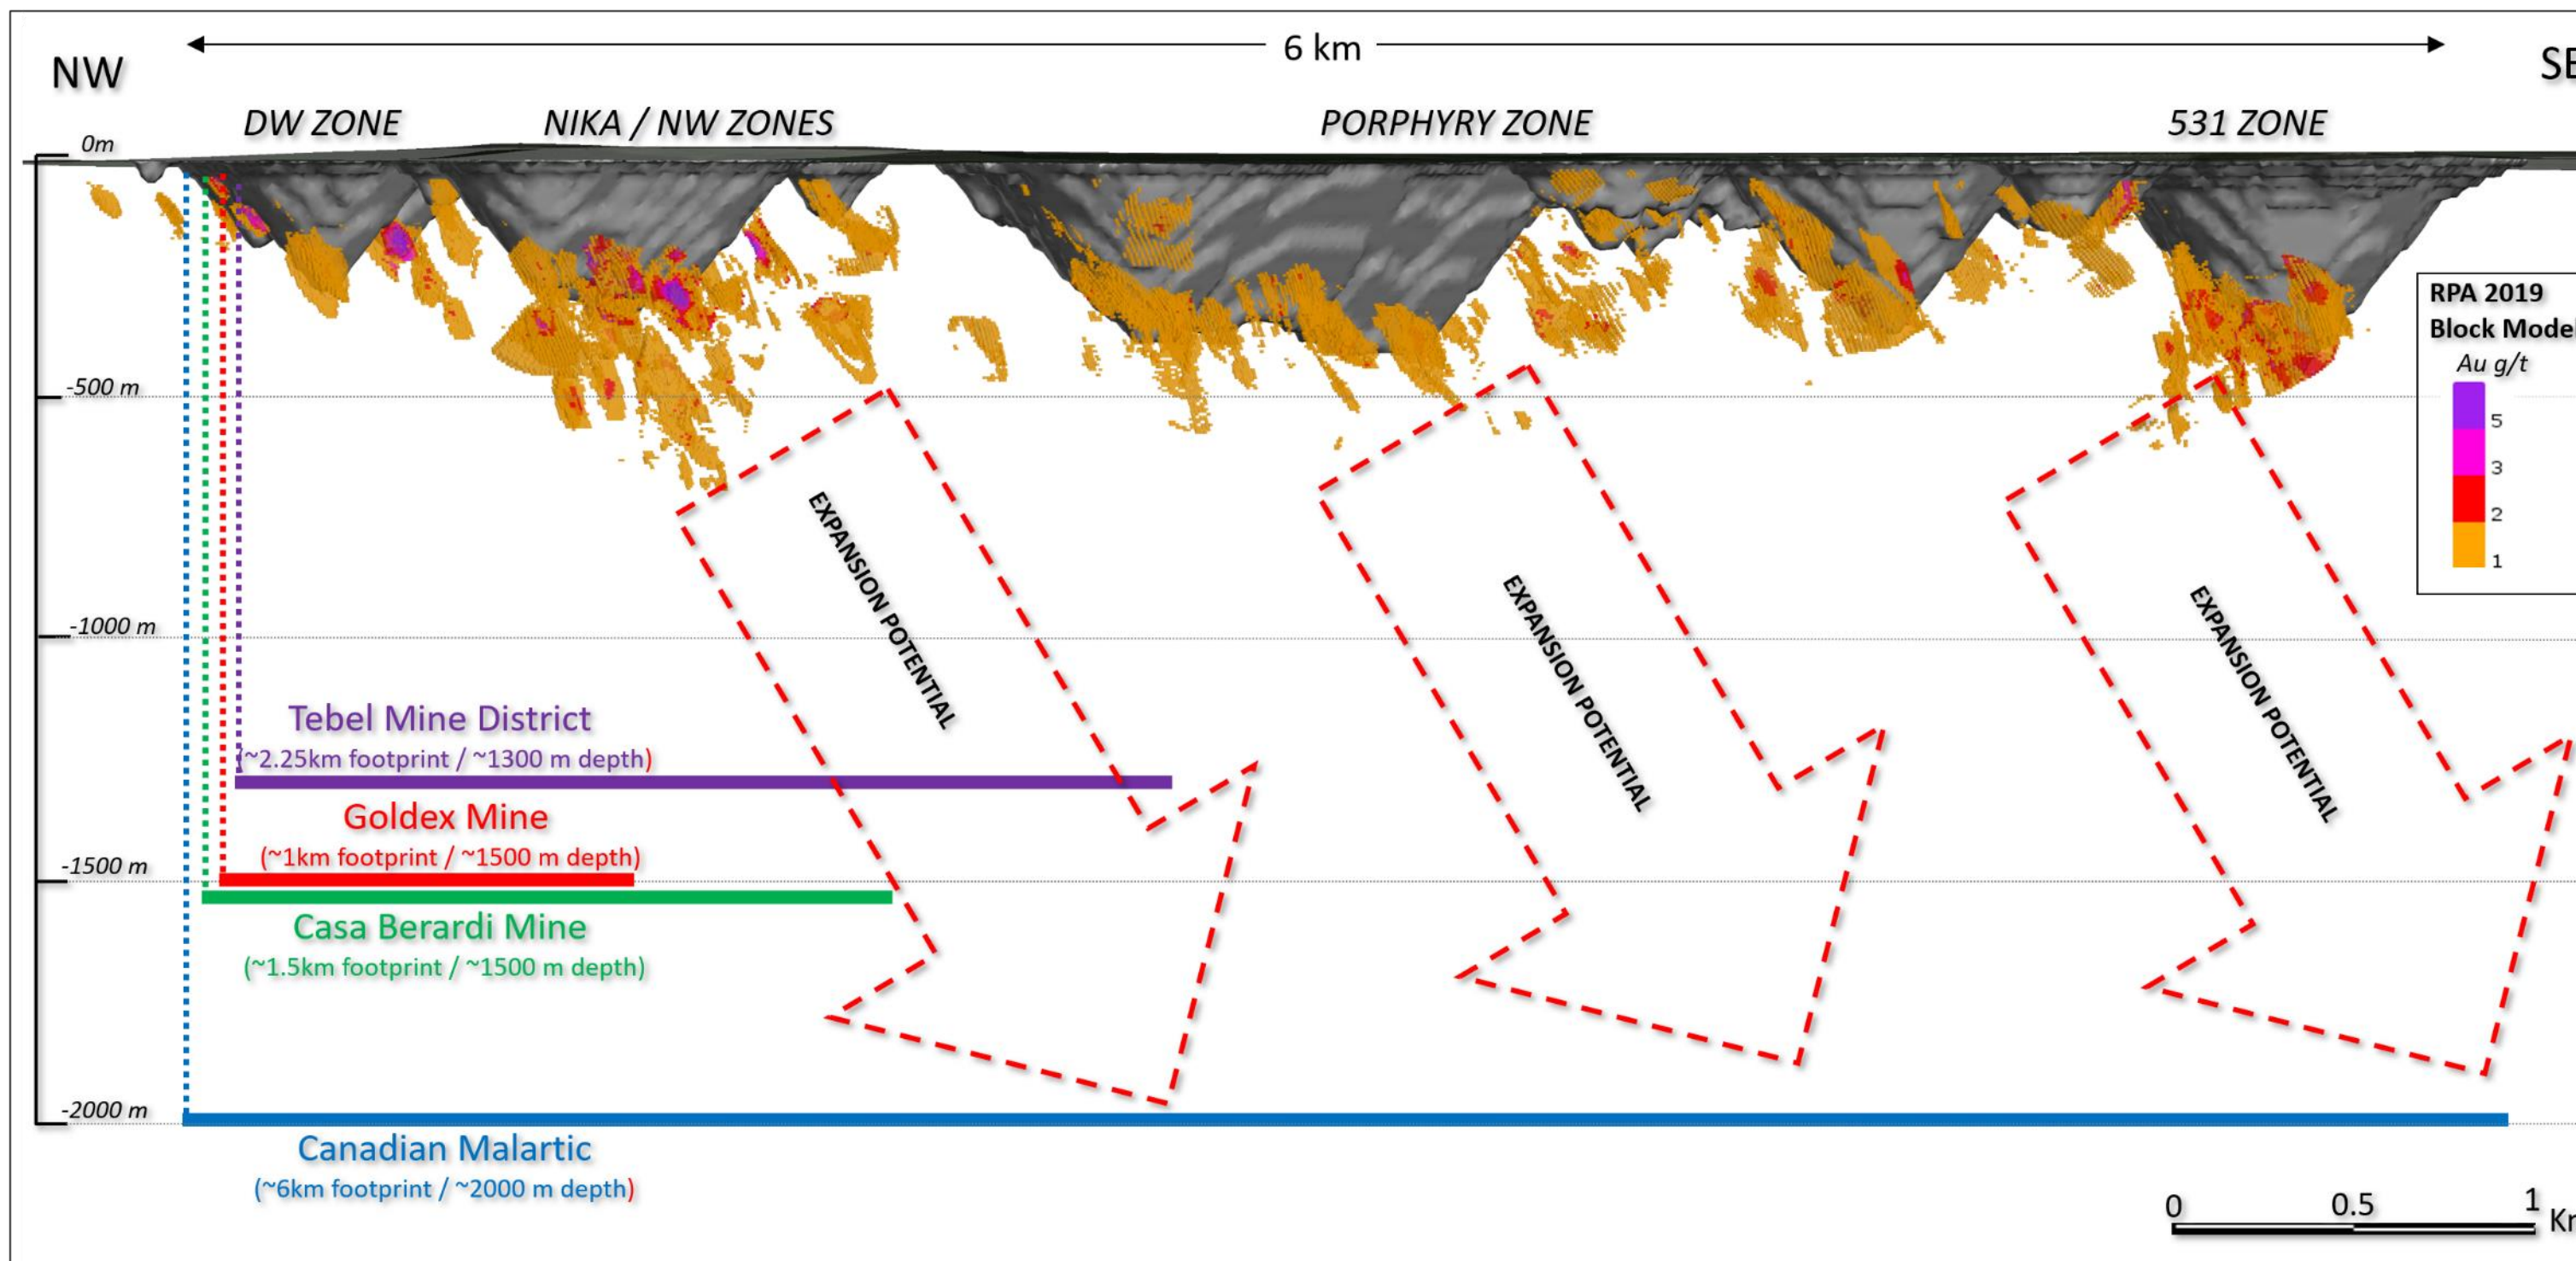 6 km
NW
SE
DW ZONE
NIKA / NW ZONES
PORPHYRY ZONE
531 ZONE
0m
-500 m
-1000 m
-1500 m
-2000 m
RPA 2019
Block Model
Au g/t
5
3
2
1
EXPANSION POTENTIAL
EXPANSION POTENTIAL
EXPANSION POTENTIAL
Tebel Mine District
(~2.25km footprint / ~1300 m depth)
Goldex Mine
(~1km footprint / ~1500 m depth)
Casa Berardi Mine
(~1.5km footprint / ~1500 m depth)
Canadian Malartic
(~6km footprint / ~2000 m depth)
0 0.5 1
Km